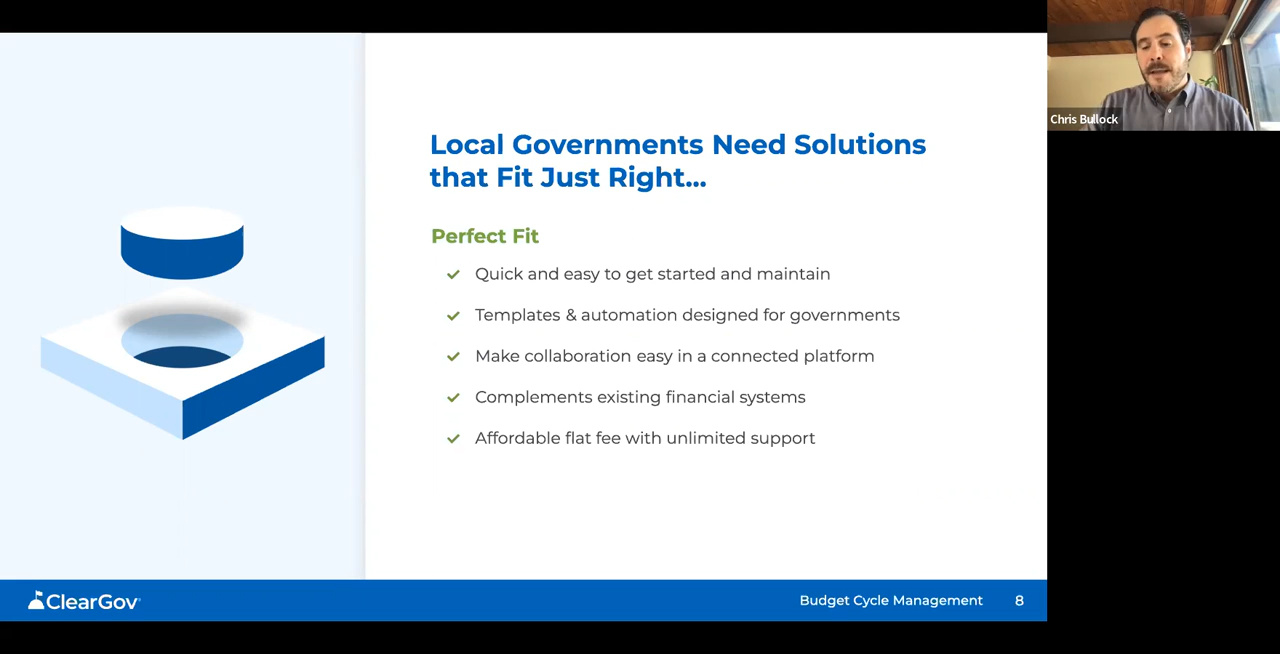 Chris Bullock
Local Governments Need Solutions
that Fit Just Right...
Perfect Fit
Quick and easy to get started and maintain
Templates & automation designed for governments
Make collaboration easy in a connected platform
Complements existing financial systems
Affordable flat fee with unlimited support
ClearGov
Budget Cycle Management 8